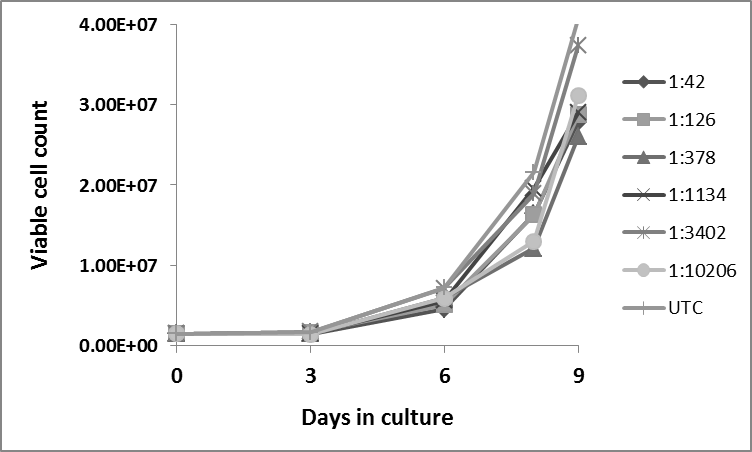 4.00E+07
3.00E+07
2.00E+07
1.00E+07
0.00E+00
Viable cell count
0 3 6 9
Days in culture
1:42
1:126
1:378
1:1134
1:3402
1:10206
UTC